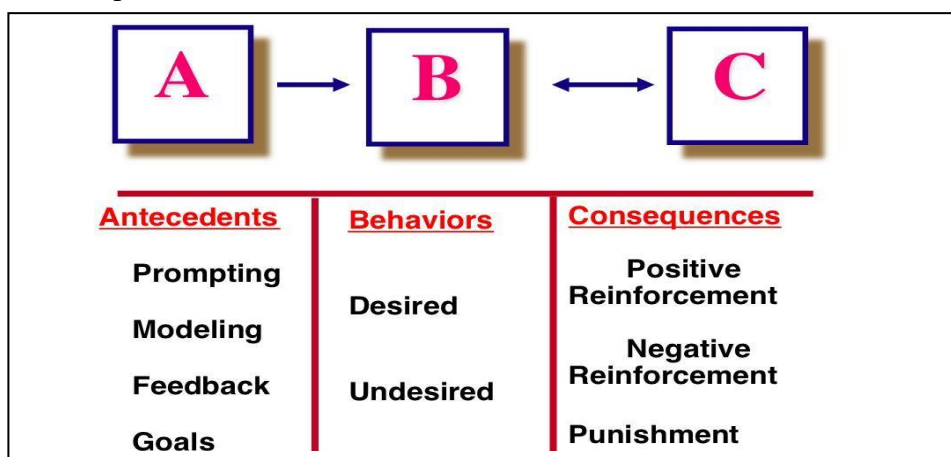 A
B
C
Antecedents
Prompting
Modeling
Feedback
Goals
Behaviors
Desired
Undesired
Consequences
Positive
Reinforcement
Negative
Reinforcement
Punishment